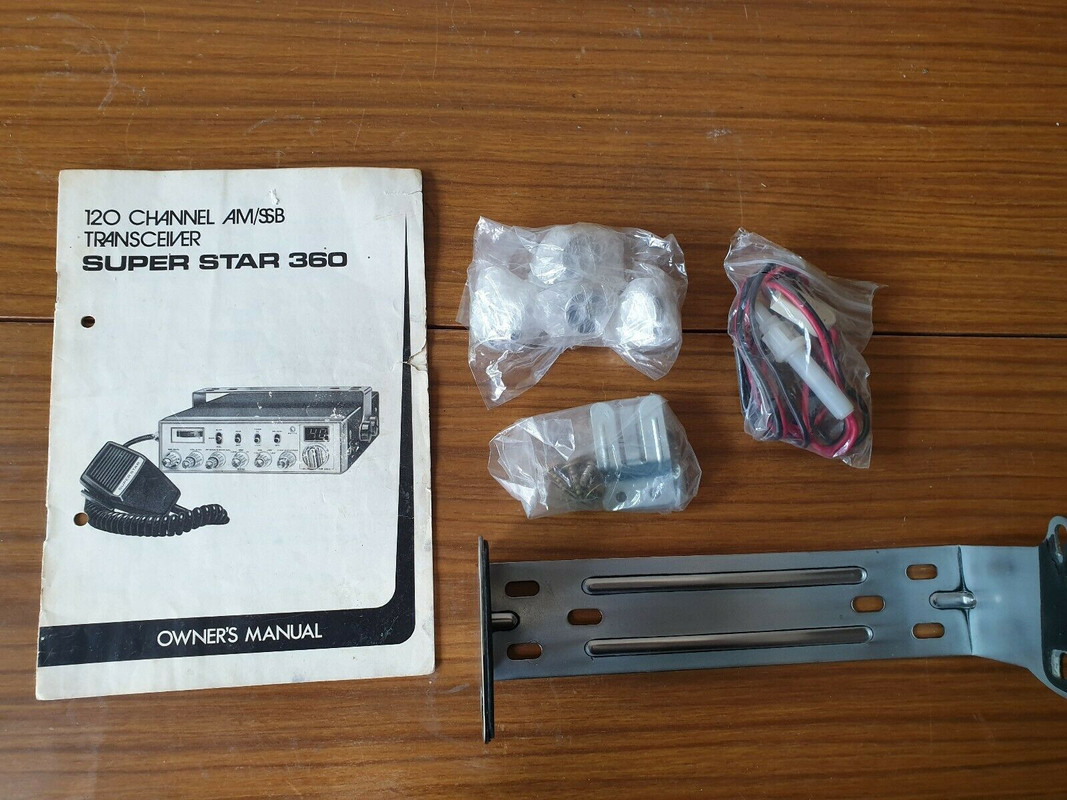 120 CHANNEL AM/SSB
TRANSCEIVER
SUPER STAR 360
OWNER'S MANUAL